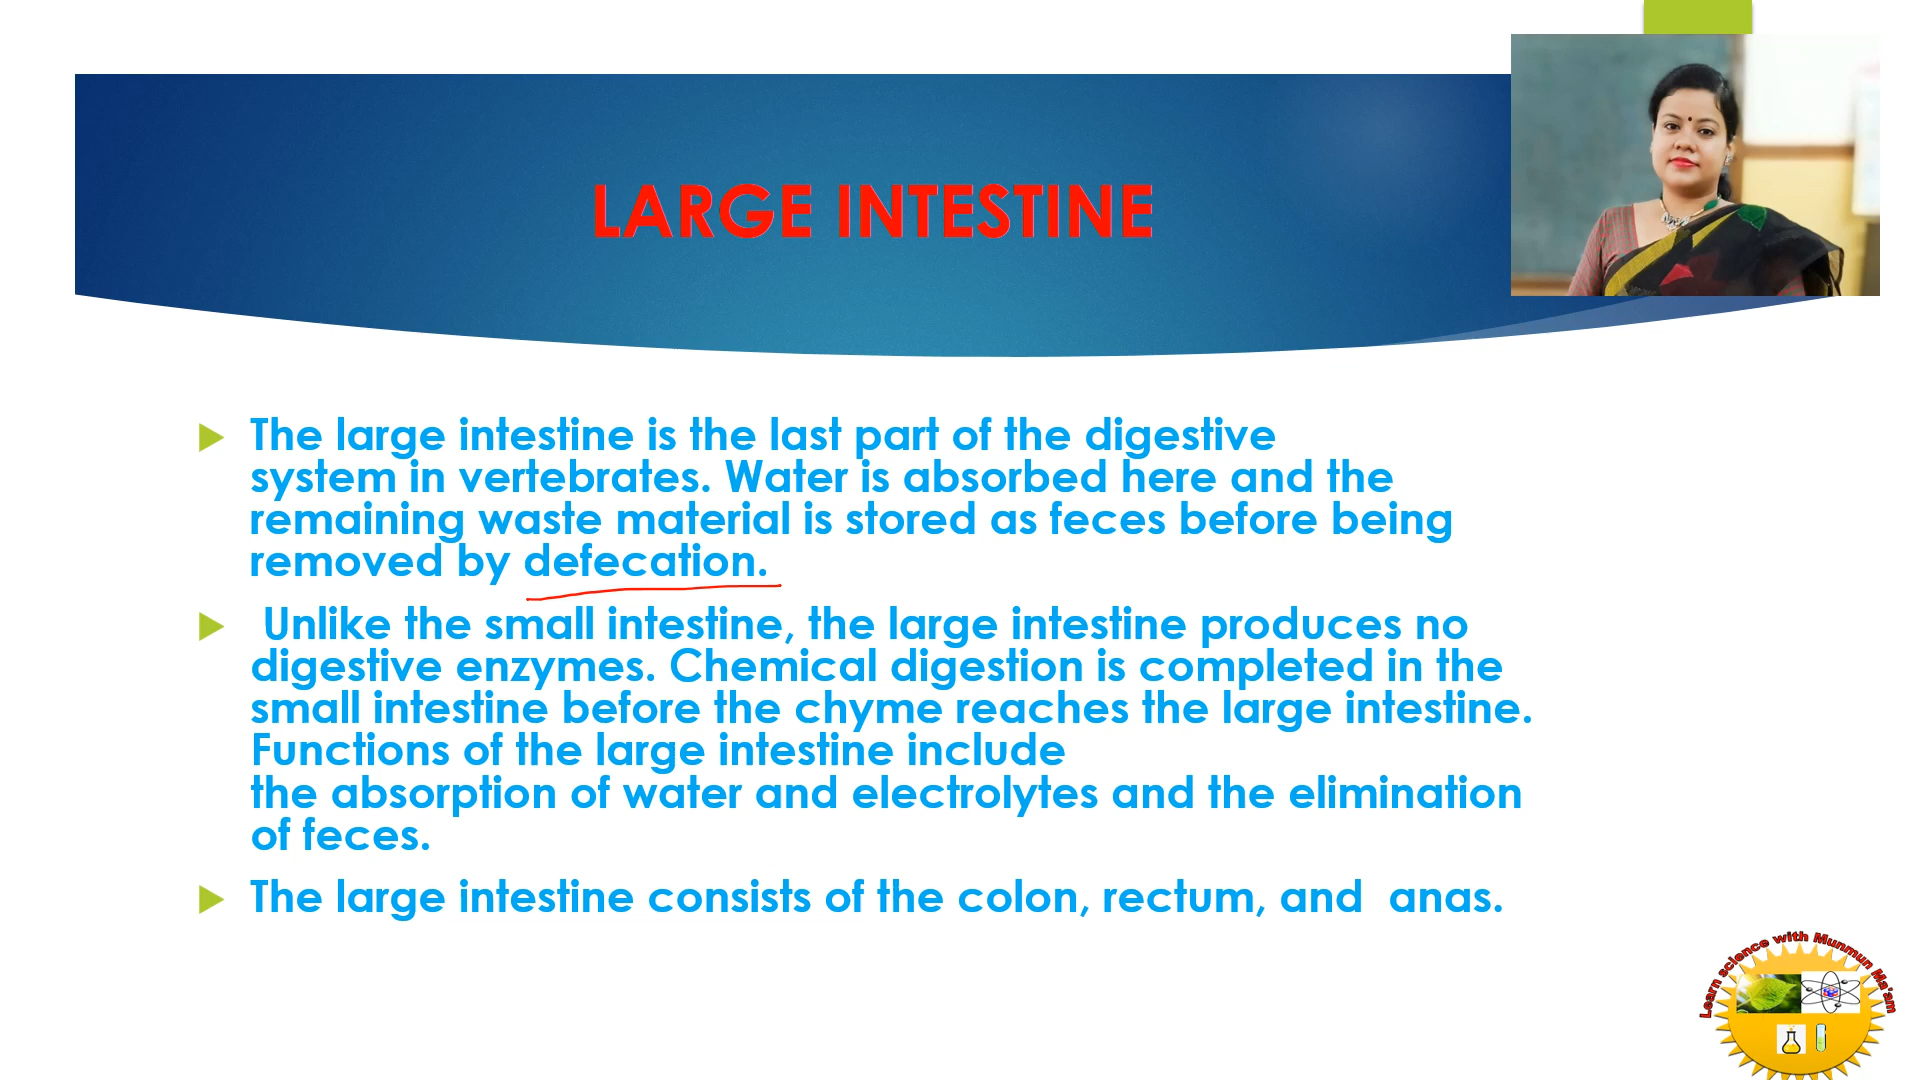 LARGE INTESTINE
The large intestine is the last part of the digestive
system in vertebrates. Water is absorbed here and the
remaining waste material is stored as feces before being
removed by defecation.
Unlike the small intestine, the large intestine produces no
digestive enzymes. Chemical digestion is completed in the
small intestine before the chyme reaches the large intestine.
Functions of the large intestine include
the absorption of water and electrolytes and the elimination
of feces.
The large intestine consists of the colon, rectum, and anas.
Learn science with Munmun Ma'am